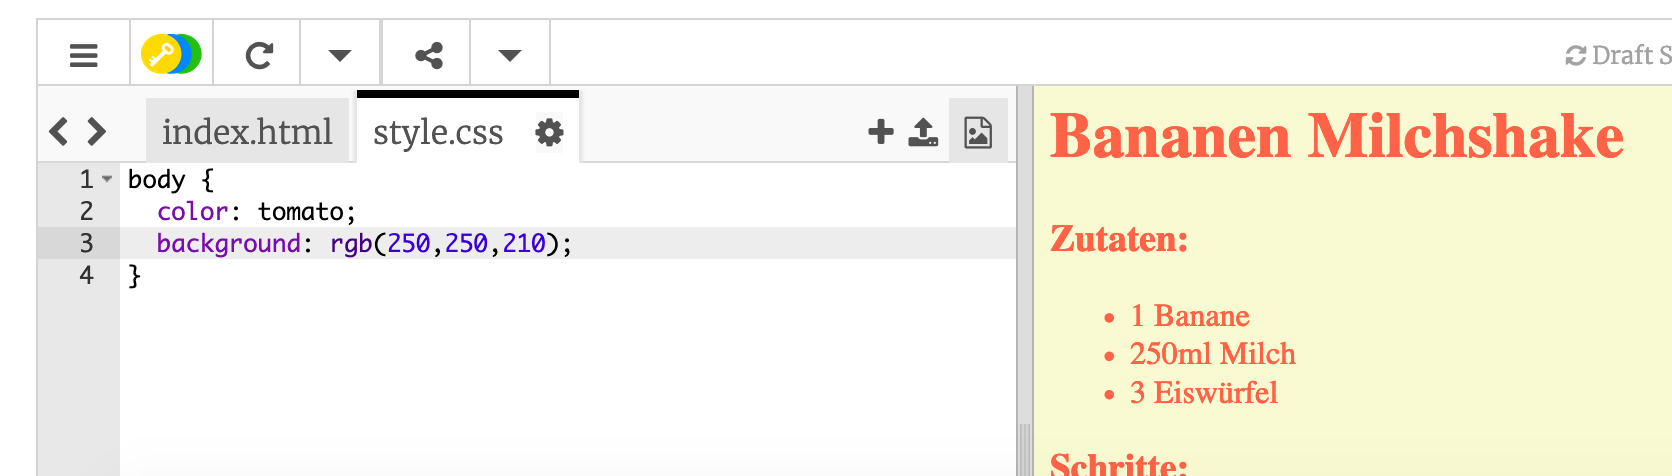 Draft S
index.html style.css
1 body {
2   color: tomato;
3   background: rgb(250,250,210);
4 }
Bananen Milchshake
Zutaten:
• 1 Banane
• 250ml Milch
• 3 Eiswürfel
Schritte: